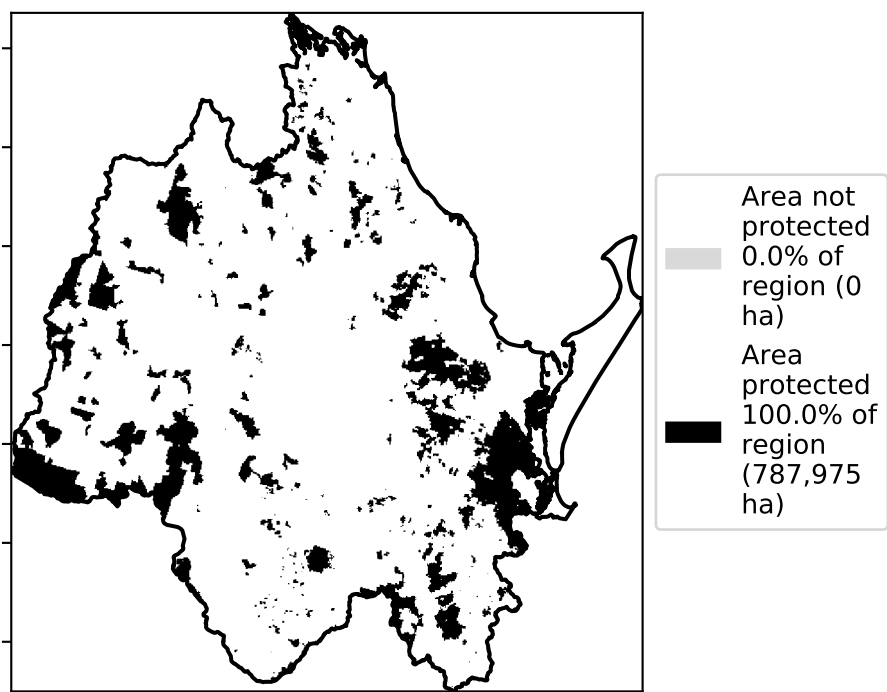 Area not
protected
0.0% of
region (0
ha)
Area
protected
100.0% of
region
(787,975
ha)